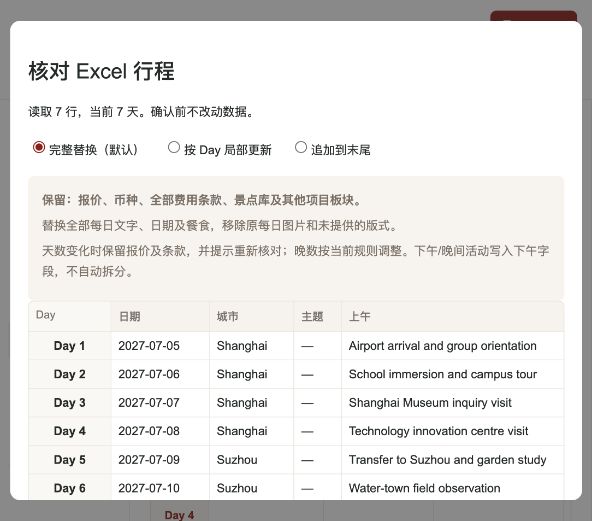 核对 Excel 行程
读取 7 行，当前 7 天。确认前不改动数据。
完整替换（默认） 按 Day 局部更新 追加到末尾
保留：报价、币种、全部费用条款、景点库及其他项目板块。
替换全部每日文字、日期及餐食，移除原每日图片和未提供的版式。
天数变化时保留报价及条款，并提示重新核对；晚数按当前规则调整。下午/晚间活动写入下午字
段，不自动拆分。
Day 日期 城市 主题 上午
Day 1 2027-07-05 Shanghai — Airport arrival and group orientation
Day 2 2027-07-06 Shanghai — School immersion and campus tour
Day 3 2027-07-07 Shanghai — Shanghai Museum inquiry visit
Day 4 2027-07-08 Shanghai — Technology innovation centre visit
Day 5 2027-07-09 Suzhou — Transfer to Suzhou and garden study
Day 6 2027-07-10 Suzhou — Water-town field observation
Day 4